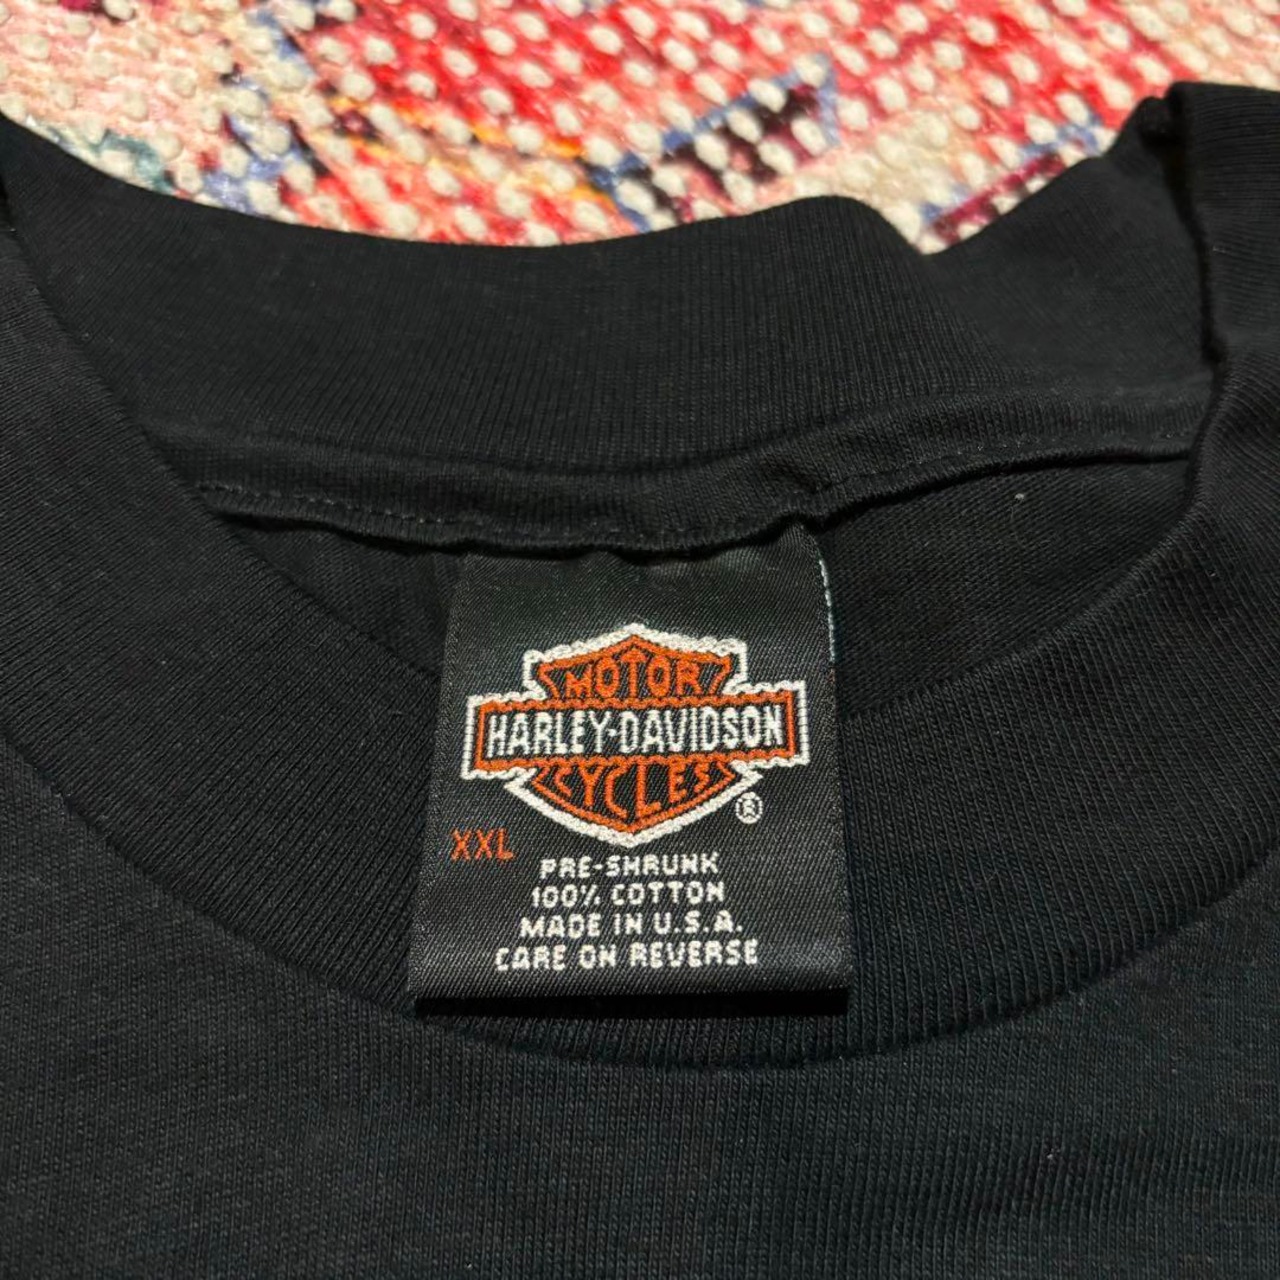 MOTOR
HARLEY-DAVIDSON
CYCLES
®
XXL
PRE-SHRUNK
100% COTTON
MADE IN U.S.A.
CARE ON REVERSE